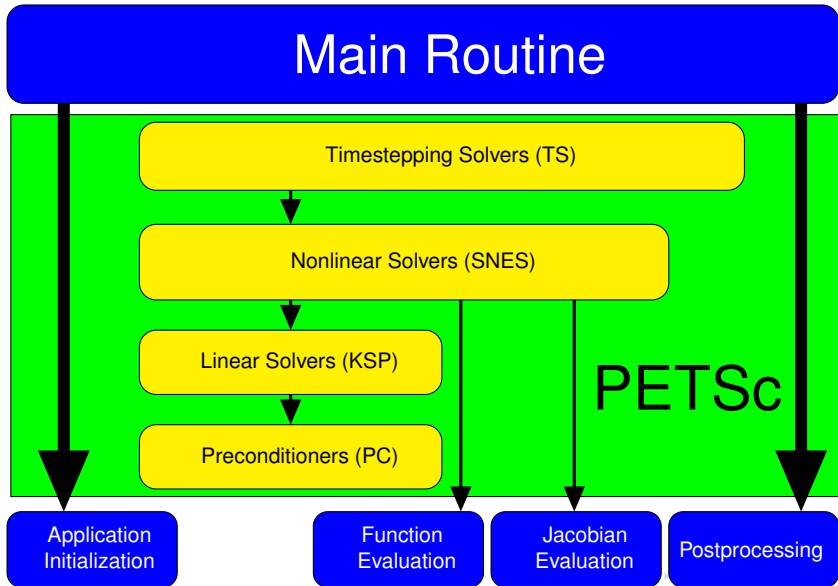 Main Routine
Timestepping Solvers (TS)
Nonlinear Solvers (SNES)
Linear Solvers (KSP)
PETSc
Preconditioners (PC)
Application
Initialization
Function
Evaluation
Jacobian
Evaluation
Postprocessing